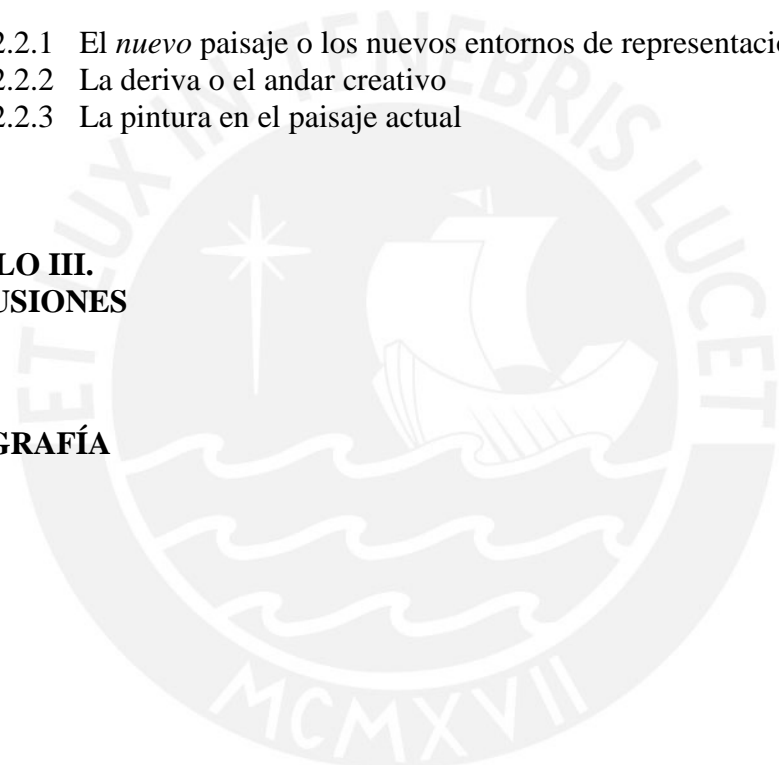 2.2.1 El nuevo paisaje o los nuevos entornos de representació
2.2.2 La deriva o el andar creativo
2.2.3 La pintura en el paisaje actual
LO III.
USIONES
GRAFÍA
ET LUX IN TENEBRIS LUCET
MCMXVII